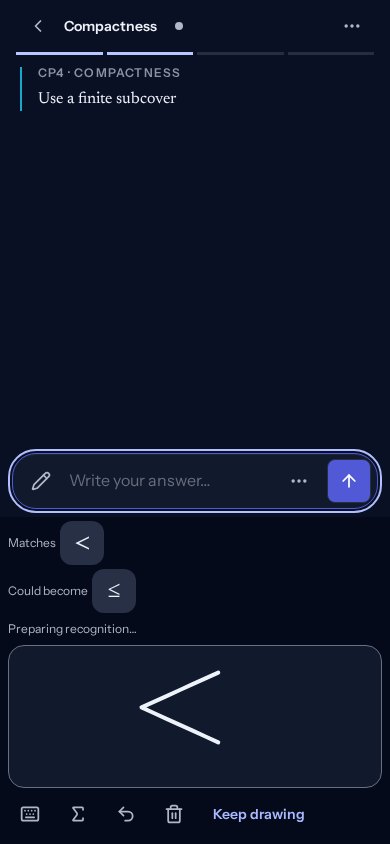 Compactness
CP4 · COMPACTNESS
Use a finite subcover
Write your answer...
Matches <
Could become ≤
Preparing recognition...
<
Σ Keep drawing